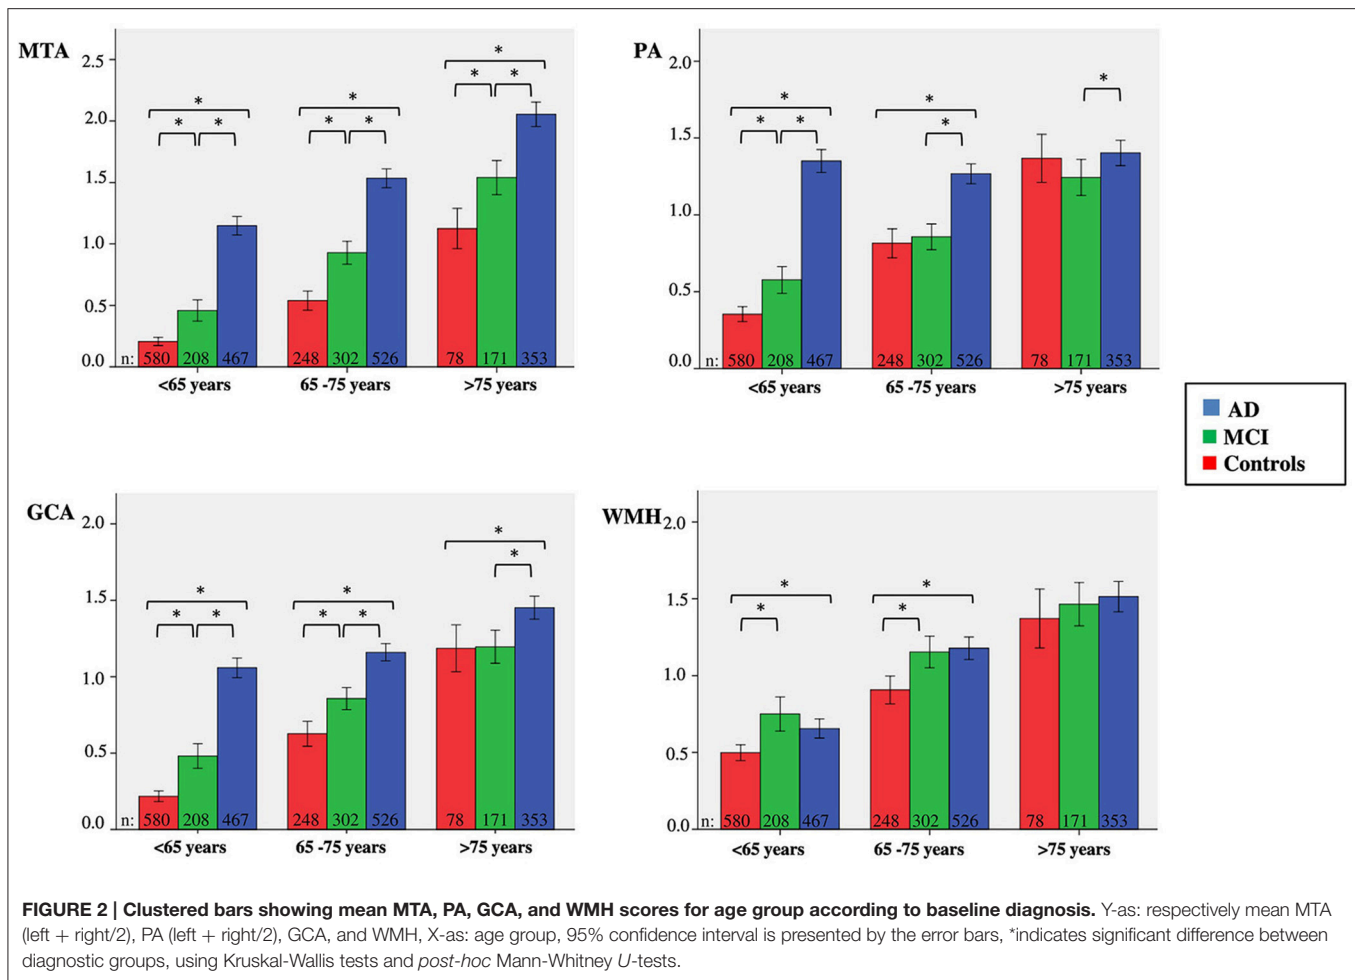 MTA
2.5
2.0
1.5
1.0
0.5
0.0
* * *
* * *
* * *
n: 580 208 467 248 302 526 78 171 353
<65 years 65 -75 years >75 years
PA
2.0
1.5
1.0
0.5
0.0
* * *
* *
*
n: 580 208 467 248 302 526 78 171 353
<65 years 65 -75 years >75 years
AD
MCI
Controls
GCA
2.0
1.5
1.0
0.5
0.0
* * *
* * *
* *
n: 580 208 467 248 302 526 78 171 353
<65 years 65 -75 years >75 years
WMH
2.0
1.5
1.0
0.5
0.0
* *
* *
n: 580 208 467 248 302 526 78 171 353
<65 years 65 -75 years >75 years
FIGURE 2 | Clustered bars showing mean MTA, PA, GCA, and WMH scores for age group according to baseline diagnosis. Y-as: respectively mean MTA
(left + right/2), PA (left + right/2), GCA, and WMH, X-as: age group, 95% confidence interval is presented by the error bars, *indicates significant difference between
diagnostic groups, using Kruskal-Wallis tests and post-hoc Mann-Whitney U-tests.